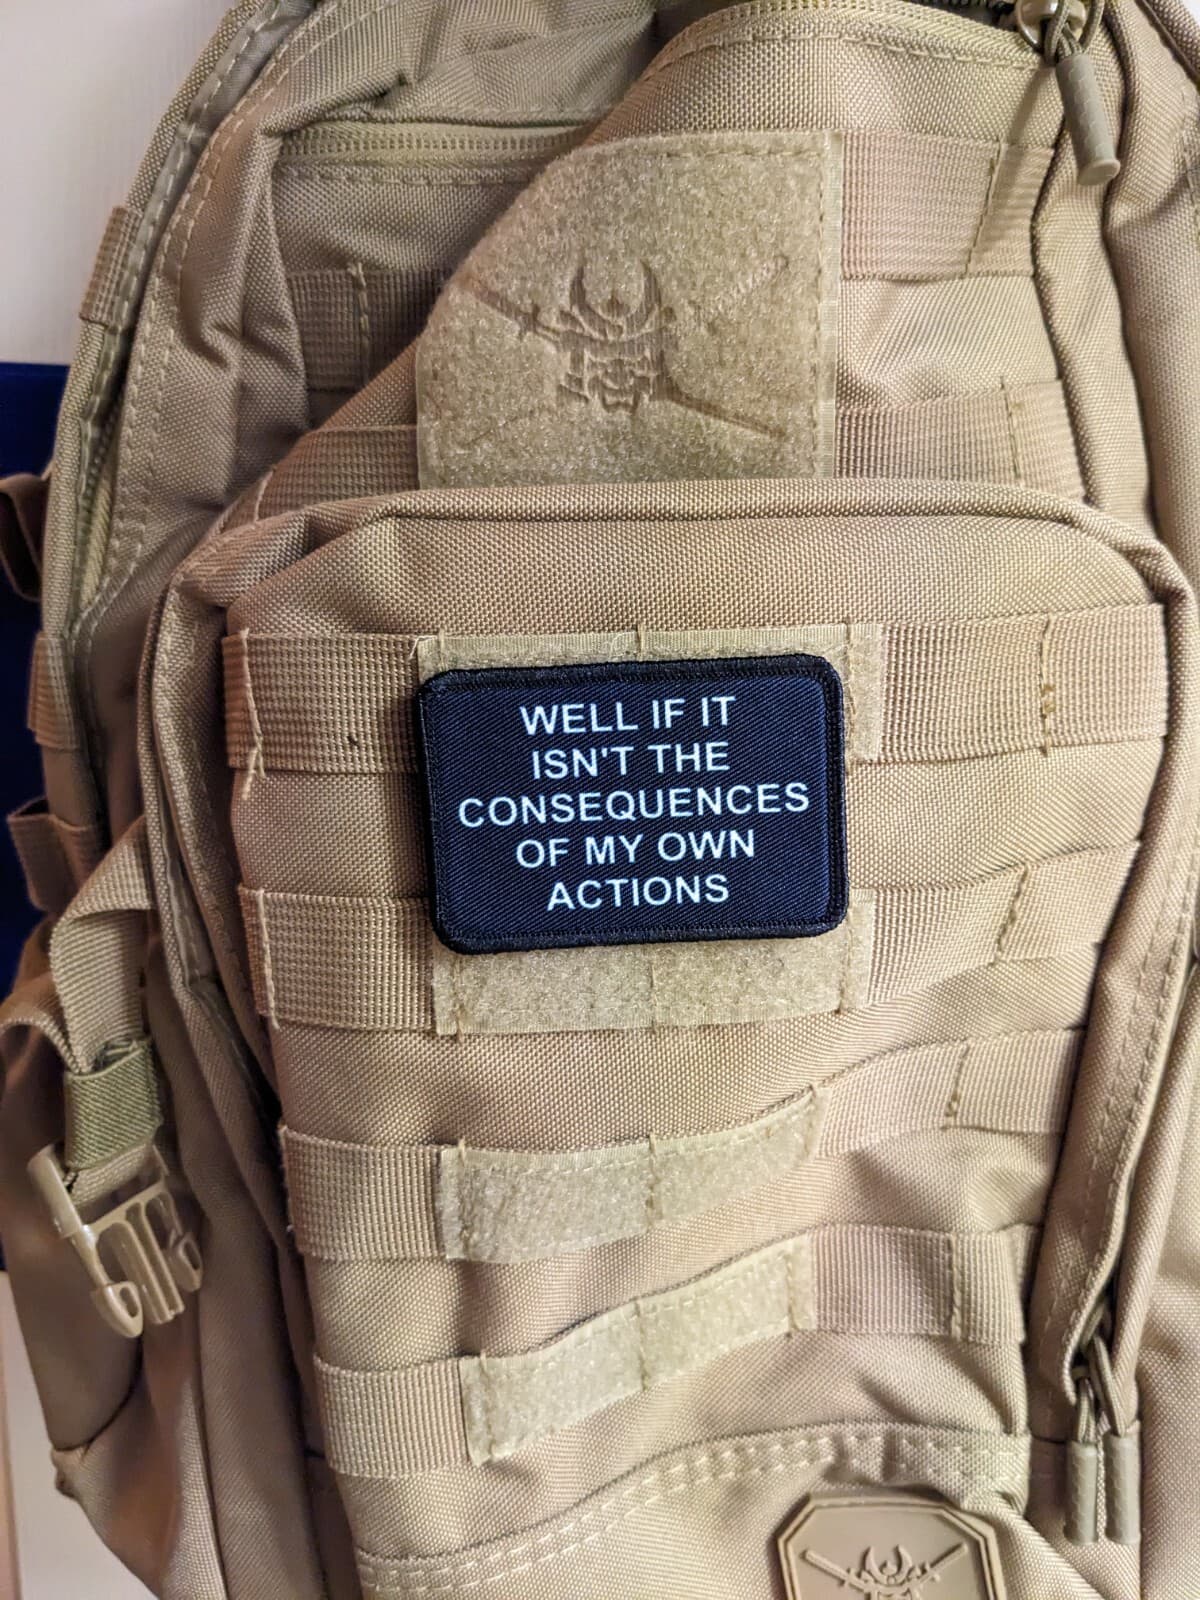 WELL IF IT
ISN'T THE
CONSEQUENCES
OF MY OWN
ACTIONS